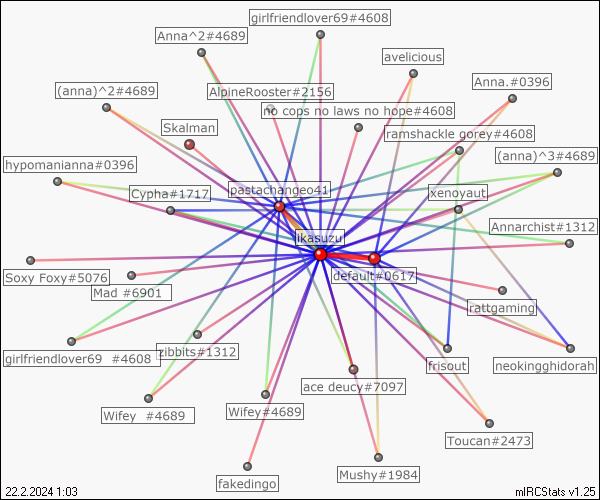 girlfriendlover69#4608
Anna^2#4689
avelicious
Anna.#0396
(anna)^2#4689
AlpineRooster#2156
no cops no laws no hope#4608
Skalman
ramshackle gorey#4608
hypomanianna#0396
(anna)^3#4689
Cypha#1717
pastachangeo41
xenovaut
Annarchist#1312
ikasuzu
default#0617
Soxy Foxy#5076
Mad #6901
rattgaming
girlfriendlover69 #4608
zibbits#1312
frisout
neokingghidorah
ace deucy#7097
Wifey #4689
Wifey#4689
Toucan#2473
fakedingo
Mushy#1984
22.2.2024 1:03
mIRCStats v1.25